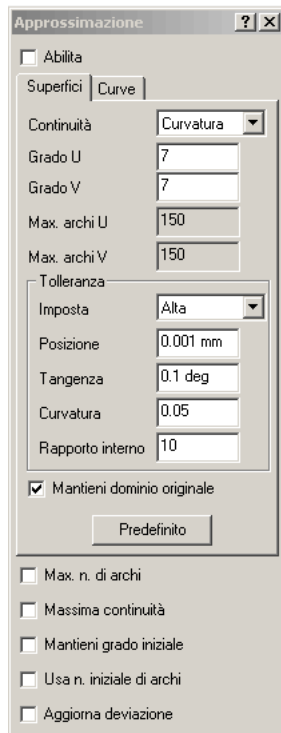 Approssimazione
Abilita
Superfici Curve
Continuità Curvatura
Grado U 7
Grado V 7
Max. archi U 150
Max. archi V 150
Tolleranza
Imposta Alta
Posizione 0.001 mm
Tangenza 0.1 deg
Curvatura 0.05
Rapporto interno 10
Mantieni dominio originale
Predefinito
Max. n. di archi
Massima continuità
Mantieni grado iniziale
Usa n. iniziale di archi
Aggiorna deviazione